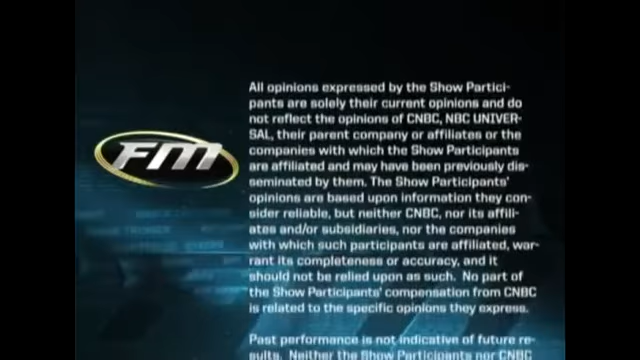 FM
All opinions expressed by the Show Partici-
pants are solely their current opinions and do
not reflect the opinions of CNBC, NBC UNIVER-
SAL, their parent company or affiliates or the
companies with which the Show Participants
are affiliated and may have been previously dis-
seminated by them. The Show Participants'
opinions are based upon information they con-
sider reliable, but neither CNBC, nor its affili-
ates and/or subsidiaries, nor the companies
with which such participants are affiliated, war-
rant its completeness or accuracy, and it
should not be relied upon as such. No part of
the Show Participants' compensation from CNBC
is related to the specific opinions they express.
Past performance is not indicative of future re-
sults. Neither the Show Participants nor CNBC